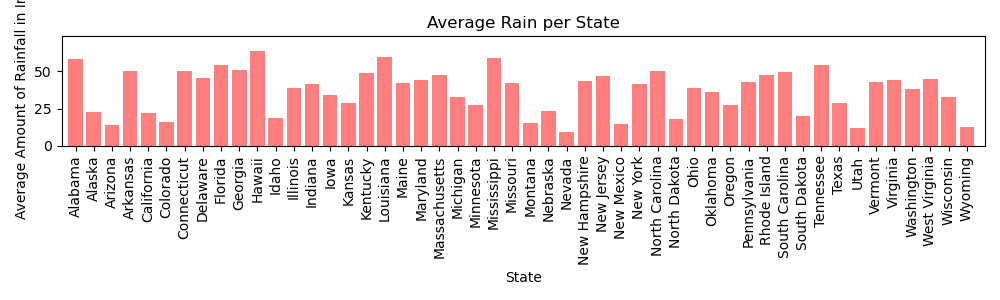 Average Rain per State
Average Amount of Rainfall in
50
25
0
Alabama
Alaska
Arizona
Arkansas
California
Colorado
Connecticut
Delaware
Florida
Georgia
Hawaii
Idaho
Illinois
Indiana
Iowa
Kansas
Kentucky
Louisiana
Maine
Maryland
Massachusetts
Michigan
Minnesota
Mississippi
Missouri
Montana
Nebraska
Nevada
New Hampshire
New Jersey
New Mexico
New York
North Carolina
North Dakota
Ohio
Oklahoma
Oregon
Pennsylvania
Rhode Island
South Carolina
South Dakota
Tennessee
Texas
Utah
Vermont
Virginia
Washington
West Virginia
Wisconsin
Wyoming
State